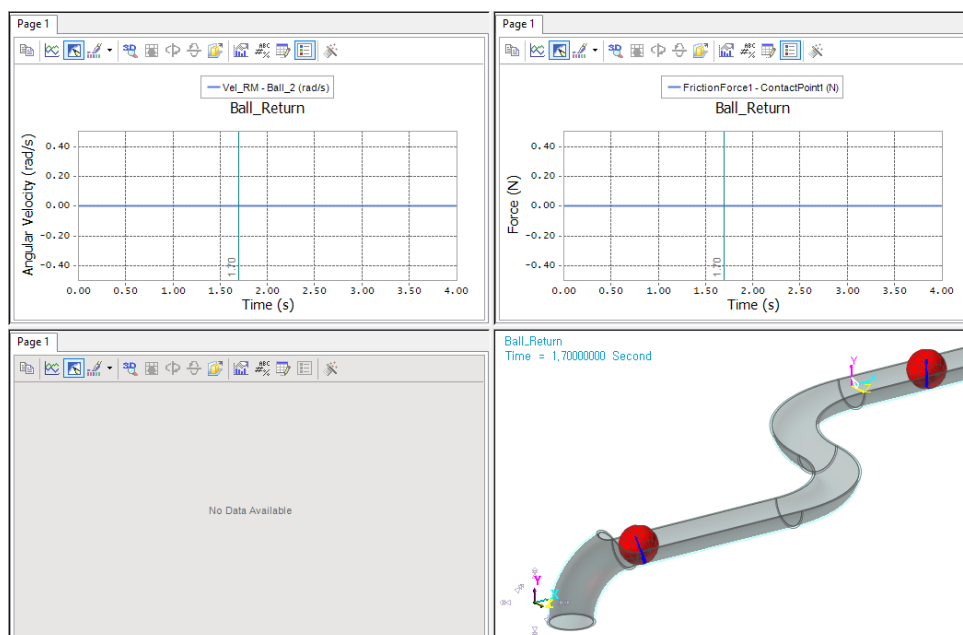 Page 1
Vel_RM - Ball_2 (rad/s)
Ball_Return
Angular Velocity (rad/s)
0.40
0.20
0.00
-0.20
-0.40
1.70
0.00 0.50 1.00 1.50 2.00 2.50 3.00 3.50 4.00
Time (s)
Page 1
FrictionForce1 - ContactPoint1 (N)
Ball_Return
Force (N)
0.40
0.20
0.00
-0.20
-0.40
1.70
0.00 0.50 1.00 1.50 2.00 2.50 3.00 3.50 4.00
Time (s)
Page 1
No Data Available
Ball_Return
Time = 1,70000000 Second
Y
Y
X
Z